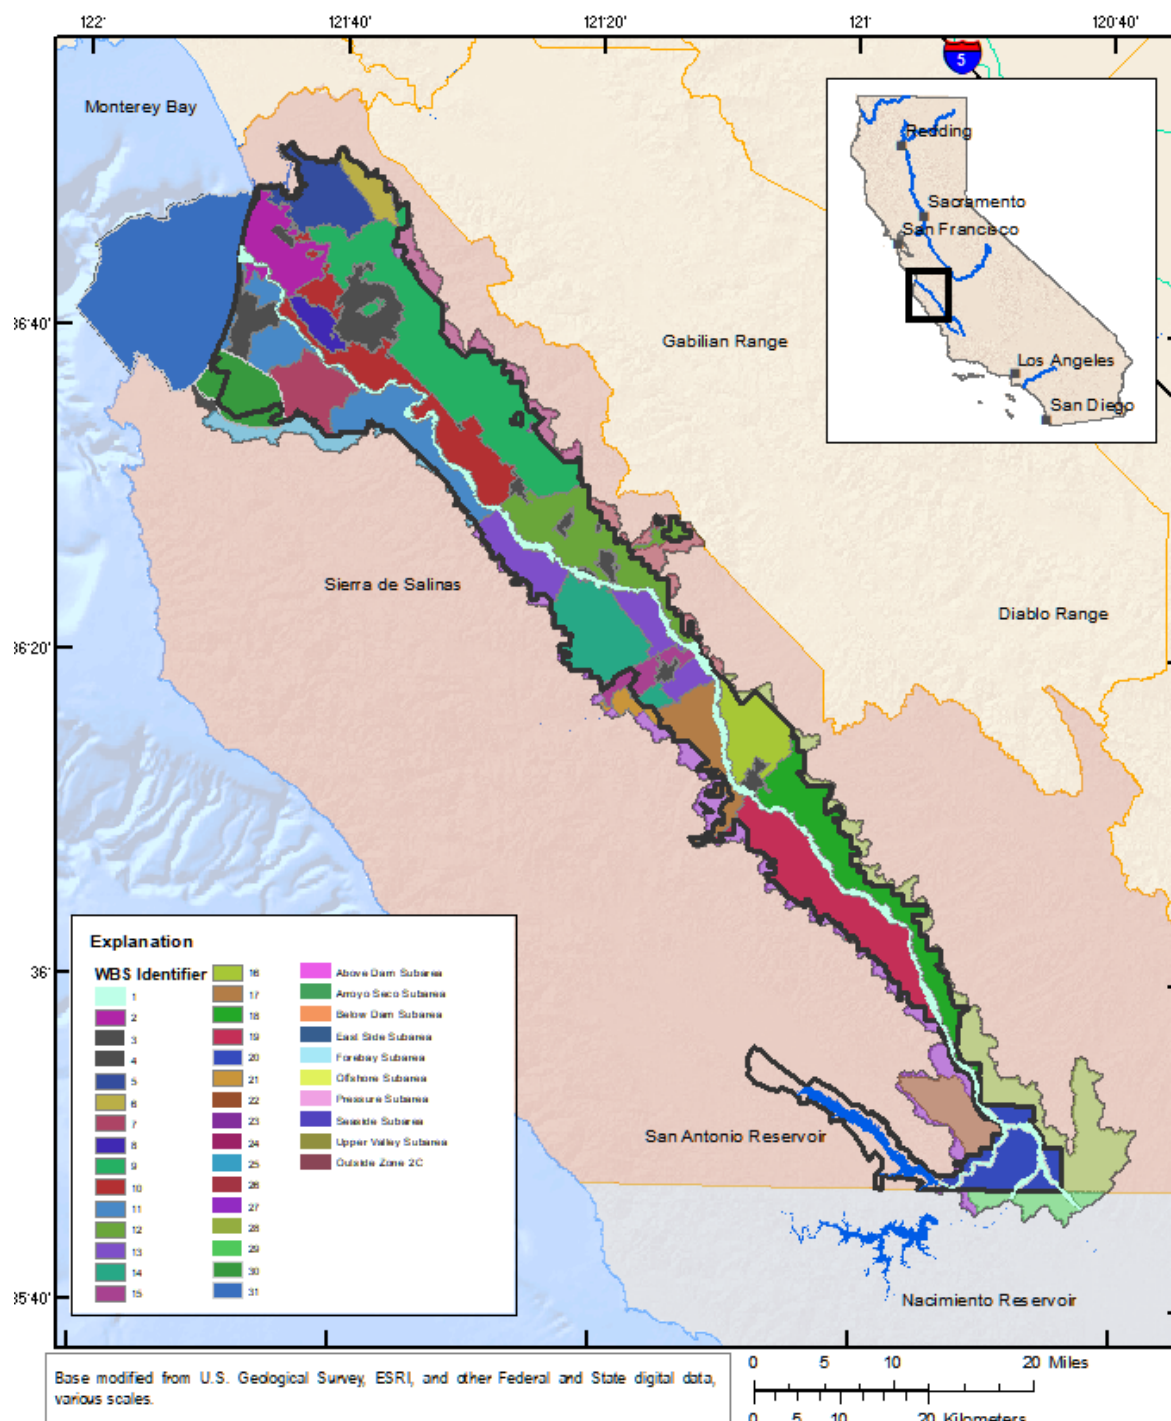 122'
121'40'
121'20'
121'
120'40'
5
Monterey Bay
Redding
Sacramento
San Francisco
Los Angeles
San Diego
36'40'
Gabilian Range
Sierra de Salinas
Diablo Range
36'20'
36'
35'40'
Explanation
WBS Identifier
1
2
3
4
5
6
7
8
9
10
11
12
13
14
15
16
17
18
19
20
21
22
23
24
25
26
27
28
29
30
31
Above Dam Subarea
Arroyo Seco Subarea
Below Dam Subarea
East Side Subarea
Forebay Subarea
Offshore Subarea
Pressure Subarea
Seaside Subarea
Upper Valley Subarea
Outside Zone 2C
San Antonio Reservoir
Nacimiento Reservoir
Base modified from U.S. Geological Survey, ESRI, and other Federal and State digital data,
various scales.
0 5 10 20 Miles
0 5 10 20 Kilometers